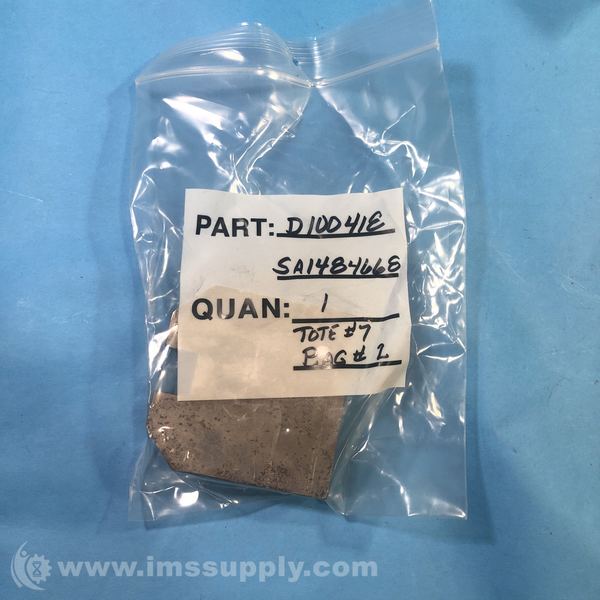 PART: D10041E
SA1484668
QUAN: 1
TOTE #7
BAG # 2
www.imssupply.com